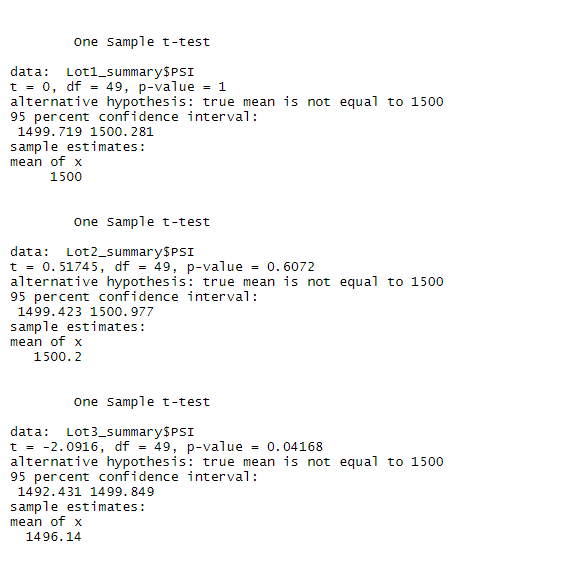 One Sample t-test
data:  Lot1_summary$PSI
t = 0, df = 49, p-value = 1
alternative hypothesis: true mean is not equal to 1500
95 percent confidence interval:
1499.719 1500.281
sample estimates:
mean of x
1500
One Sample t-test
data:  Lot2_summary$PSI
t = 0.51745, df = 49, p-value = 0.6072
alternative hypothesis: true mean is not equal to 1500
95 percent confidence interval:
1499.423 1500.977
sample estimates:
mean of x
1500.2
One Sample t-test
data:  Lot3_summary$PSI
t = -2.0916, df = 49, p-value = 0.04168
alternative hypothesis: true mean is not equal to 1500
95 percent confidence interval:
1492.431 1499.849
sample estimates:
mean of x
1496.14